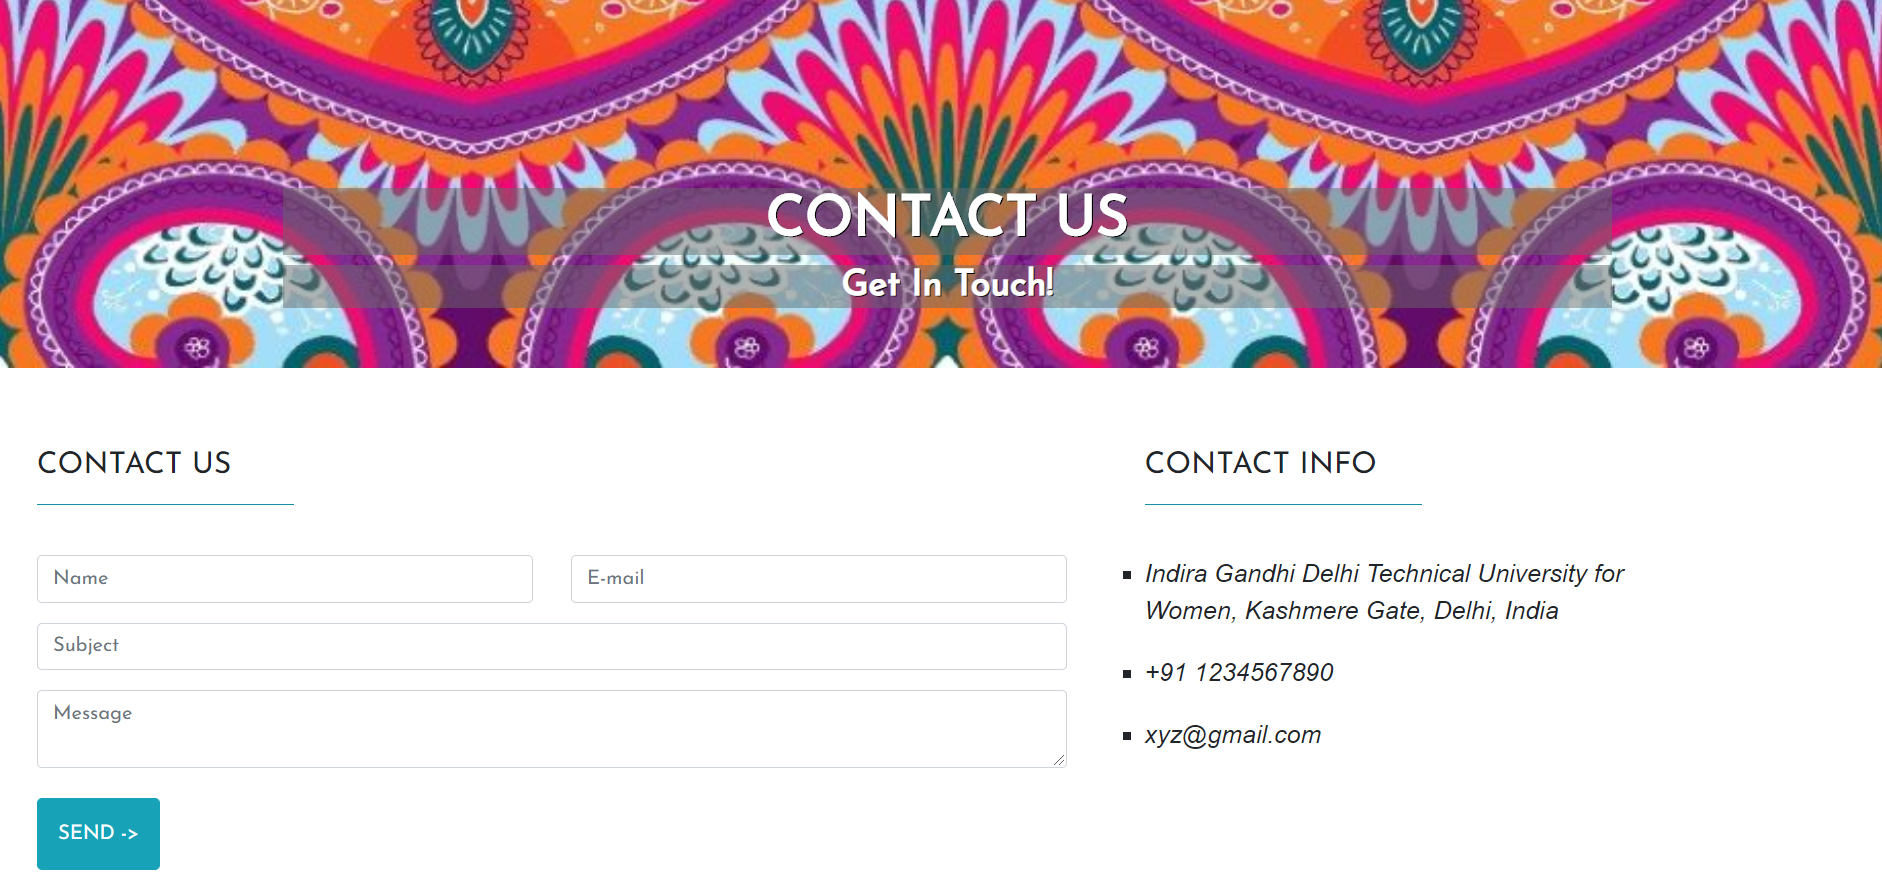 CONTACT US
Get In Touch!
CONTACT US
Name
E-mail
Subject
Message
SEND ->
CONTACT INFO
Indira Gandhi Delhi Technical University for
Women, Kashmere Gate, Delhi, India
+91 1234567890
xyz@gmail.com